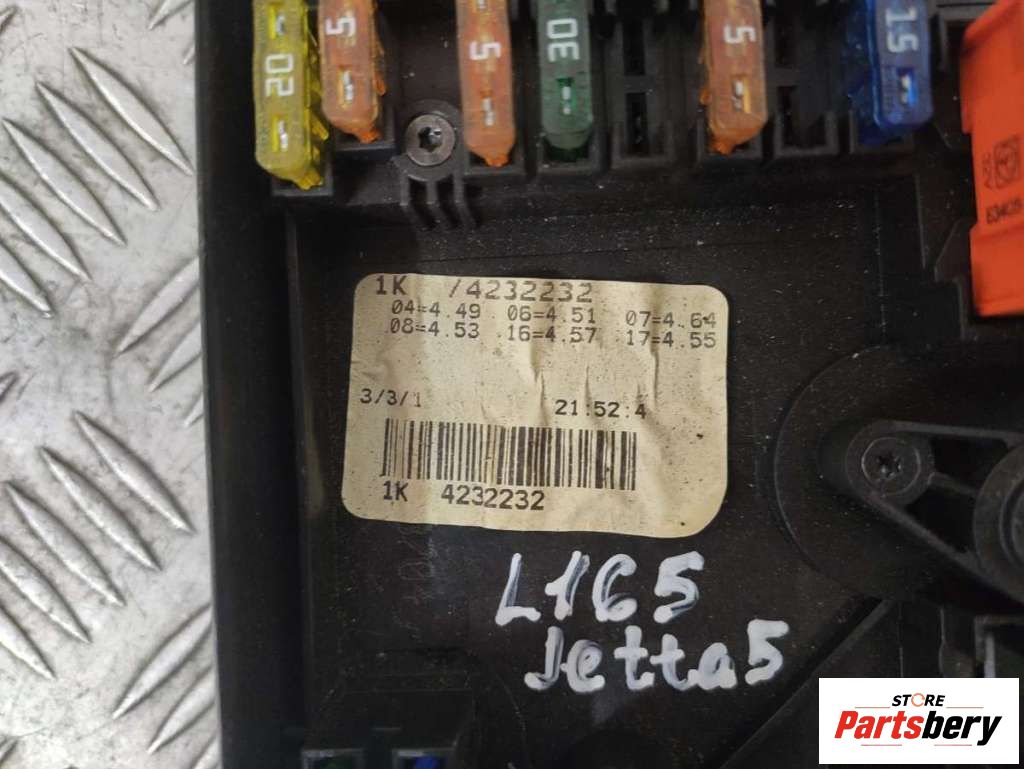 20
5
5
30
5
15
1K /4232232
04=4.49 06=4.51 07=4.64
08=4.53 16=4.57 17=4.55
3/3/1 21:52:4
1K 4232232
L165
Jetta5
STORE
Partsbery